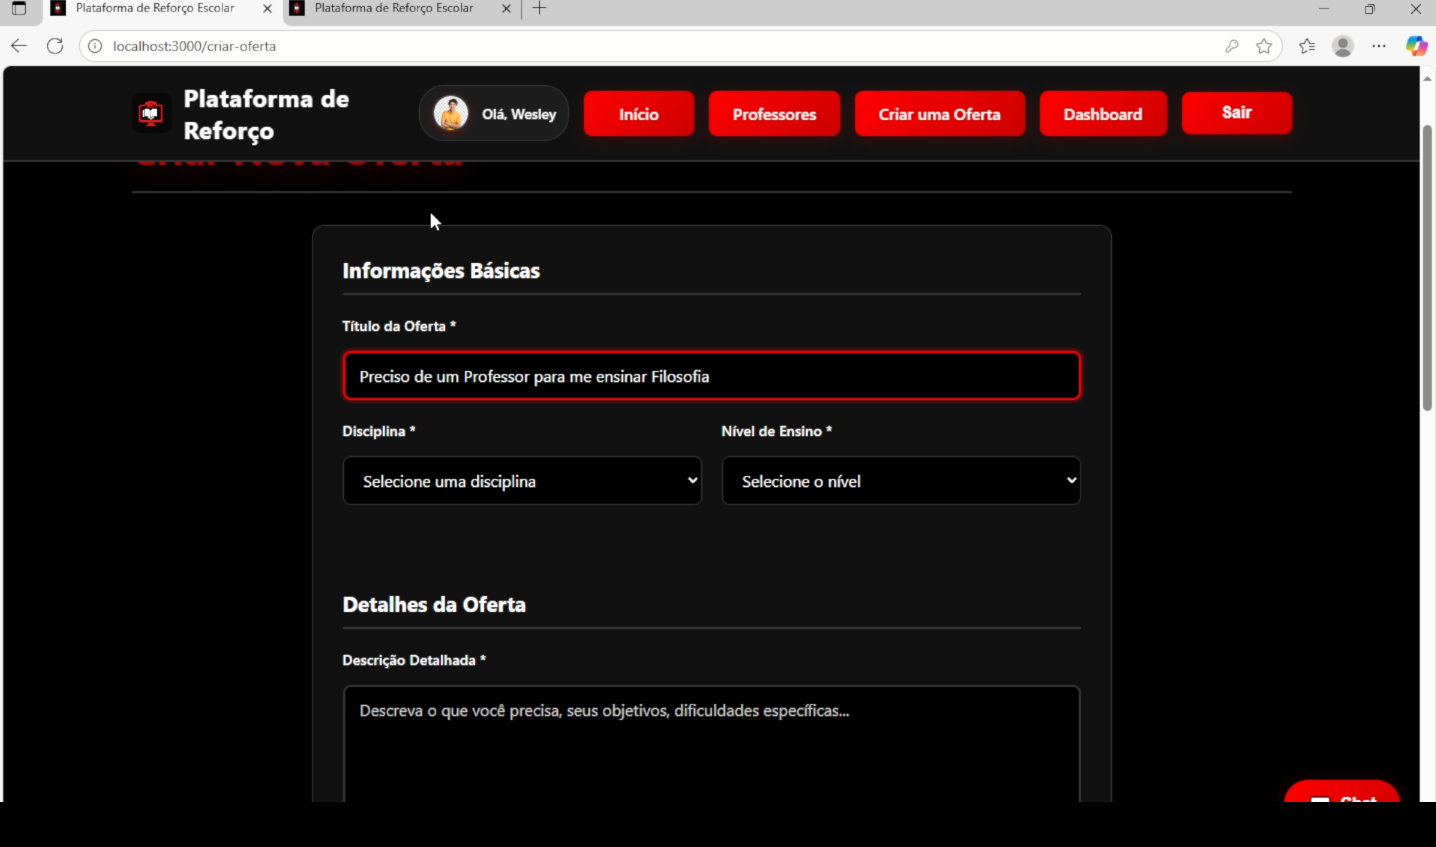 Plataforma de Reforço Escolar
Plataforma de Reforço Escolar
localhost:3000/criar-oferta
Plataforma de
Reforço
Olá, Wesley
Início
Professores
Criar uma Oferta
Dashboard
Sair
Informações Básicas
Título da Oferta *
Preciso de um Professor para me ensinar Filosofia
Disciplina *
Nível de Ensino *
Selecione uma disciplina
Selecione o nível
Detalhes da Oferta
Descrição Detalhada *
Descreva o que você precisa, seus objetivos, dificuldades específicas...
Chat